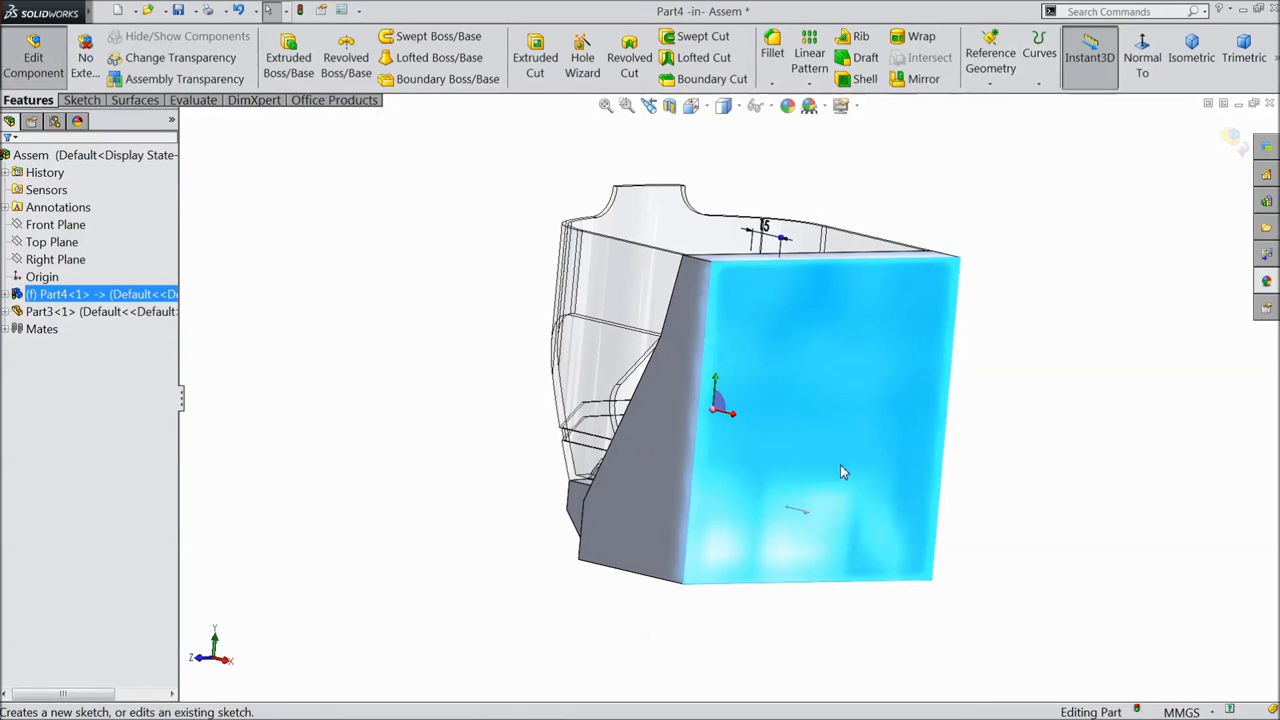 SOLIDWORKS
Part4 -in- Assem *
Search Commands
Edit Component
No Exte...
Hide/Show Components
Change Transparency
Assembly Transparency
Extruded Boss/Base
Revolved Boss/Base
Swept Boss/Base
Lofted Boss/Base
Boundary Boss/Base
Extruded Cut
Hole Wizard
Revolved Cut
Swept Cut
Lofted Cut
Boundary Cut
Fillet
Linear Pattern
Rib
Draft
Shell
Wrap
Intersect
Mirror
Reference Geometry
Curves
Instant3D
Normal To
Isometric
Trimetri
Features Sketch Surfaces Evaluate DimXpert Office Products
»
Assem (Default<Display State-
History
Sensors
Annotations
Front Plane
Top Plane
Right Plane
Origin
(f) Part4<1> -> (Default<<De
Part3<1> (Default<<Default
Mates
15
Y
Z
X
Creates a new sketch, or edits an existing sketch.
Editing Part
MMGS